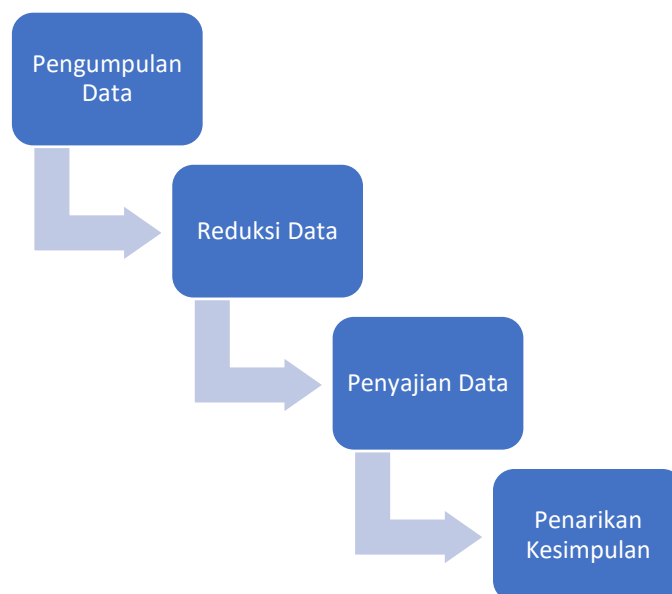 Pengumpulan
Data
Reduksi Data
Penyajian Data
Penarikan
Kesimpulan